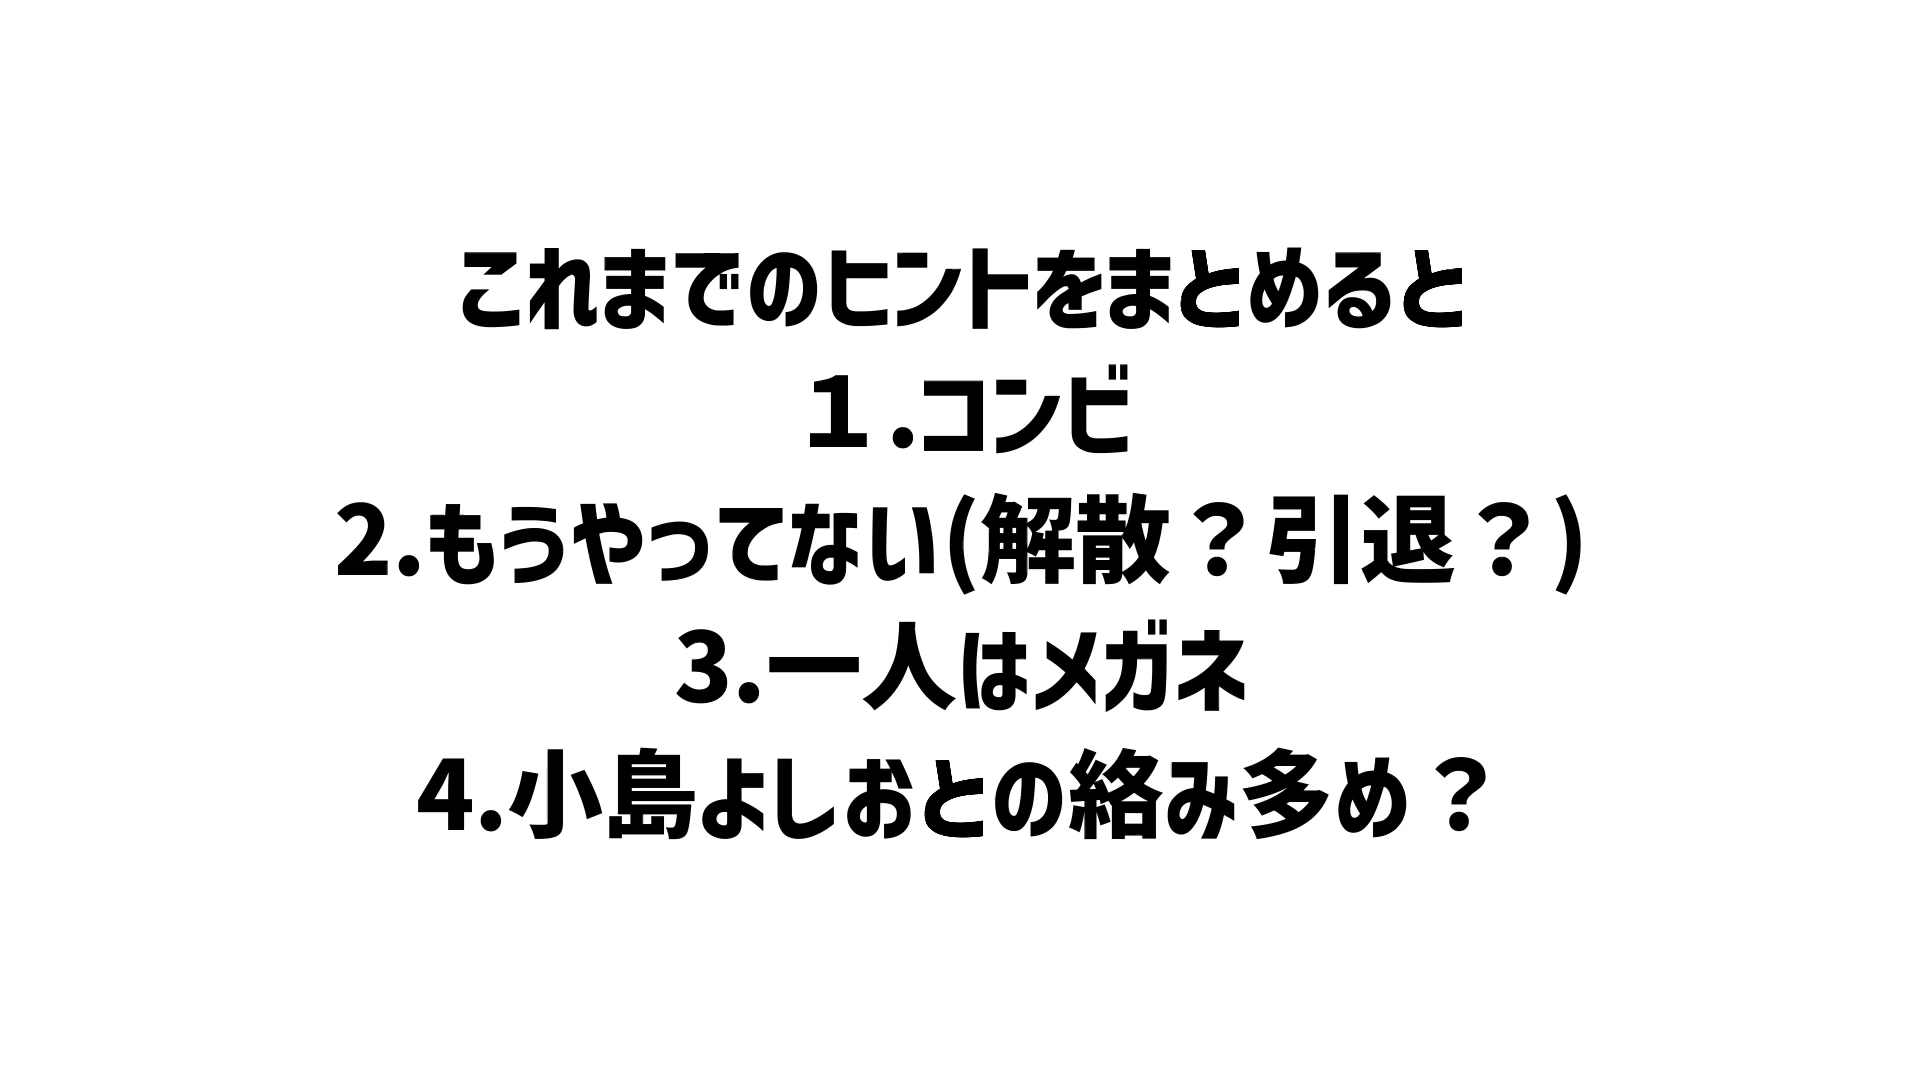 これまでのヒントをまとめると
１.コンビ
2.もうやってない(解散？引退？)
3.一人はメガネ
4.小島よしおとの絡み多め？